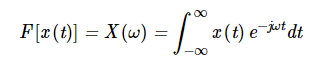 F[x(t)] = X(ω) = ∫_{-∞}^{∞} x(t) e^{-jωt} dt